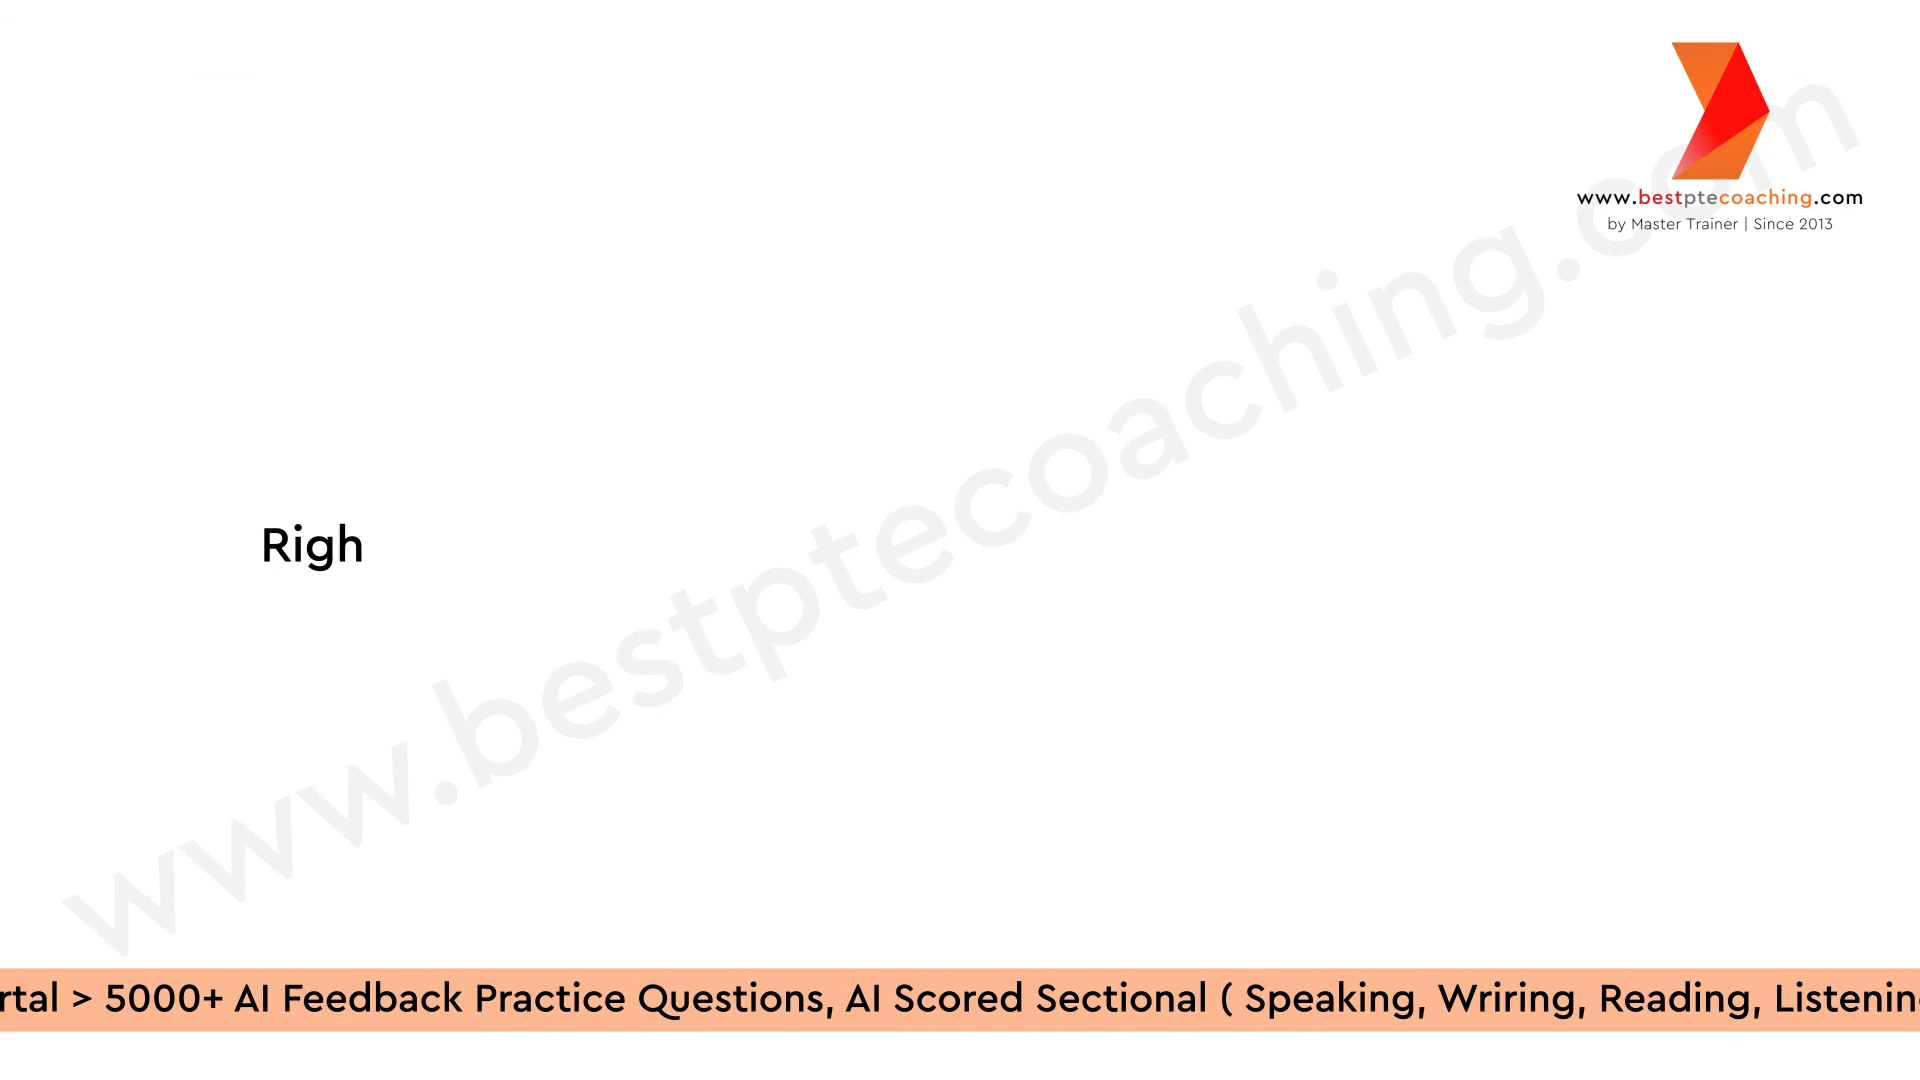 www.bestptecoaching.com
by Master Trainer | Since 2013
www.bestptecoaching.com
Righ
rtal > 5000+ AI Feedback Practice Questions, AI Scored Sectional ( Speaking, Wriring, Reading, Listenin